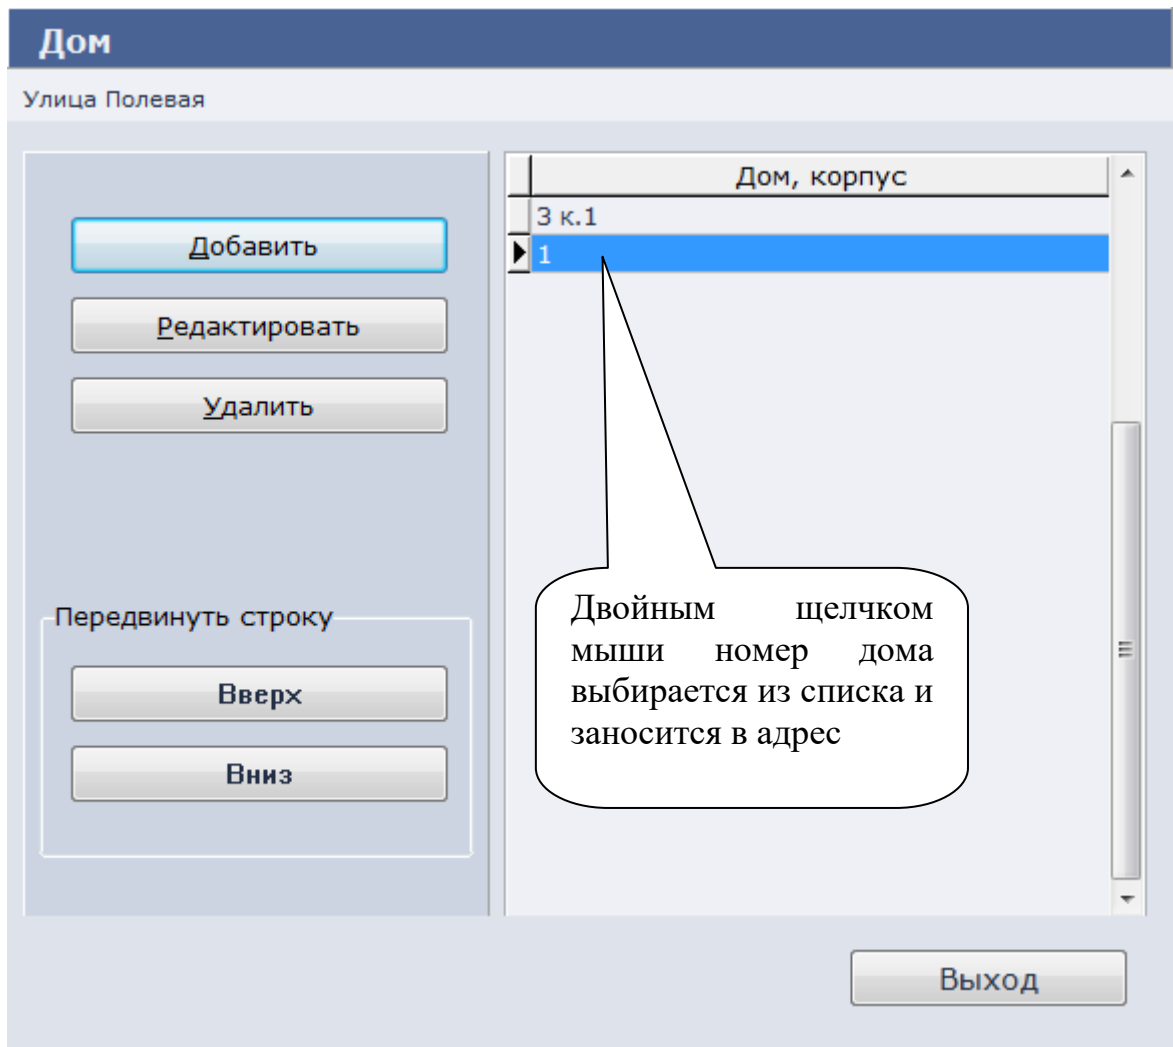 Дом
Улица Полевая
Добавить
Редактировать
Удалить
Передвинуть строку
Вверх
Вниз
Дом, корпус
3 к.1
1
Двойным щелчком
мыши номер дома
выбирается из списка и
заносится в адрес
Выход